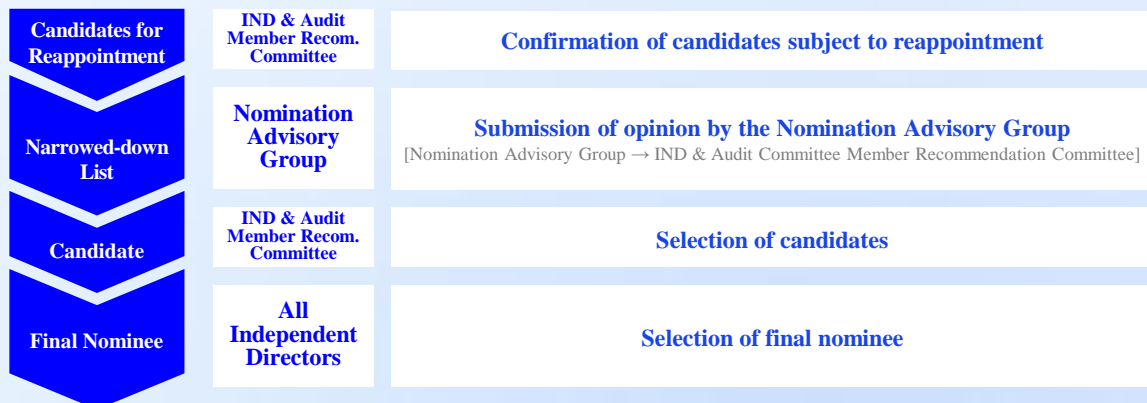 Candidates for
Reappointment
IND & Audit
Member Recom.
Committee
Confirmation of candidates subject to reappointment
Narrowed-down
List
Nomination
Advisory
Group
Submission of opinion by the Nomination Advisory Group
[Nomination Advisory Group → IND & Audit Committee Member Recommendation Committee]
Candidate
IND & Audit
Member Recom.
Committee
Selection of candidates
Final Nominee
All
Independent
Directors
Selection of final nominee